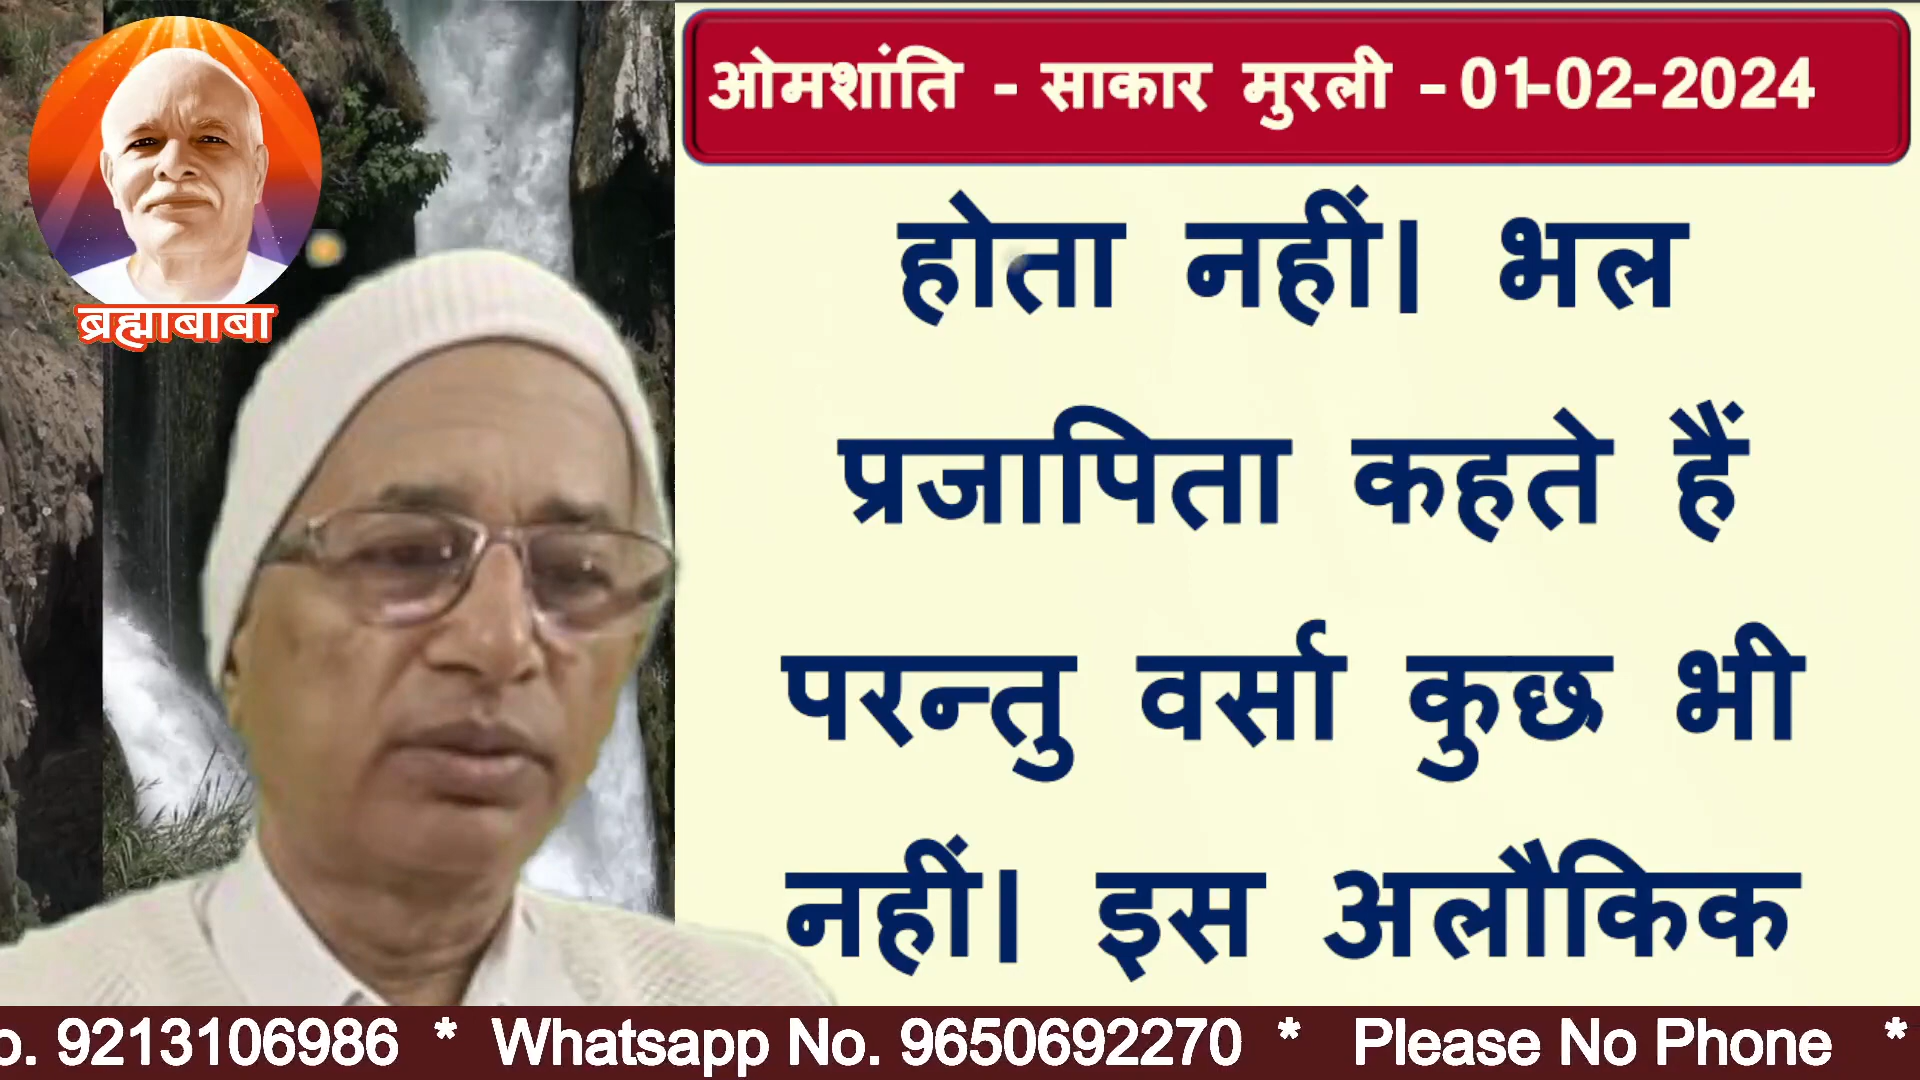 ओमशांति - साकार मुरली - 01-02-2024
ब्रह्माबाबा
होता नहीं। भल
प्रजापिता कहते हैं
परन्तु वर्सा कुछ भी
नहीं। इस अलौकिक
o. 9213106986 * Whatsapp No. 9650692270 * Please No Phone *